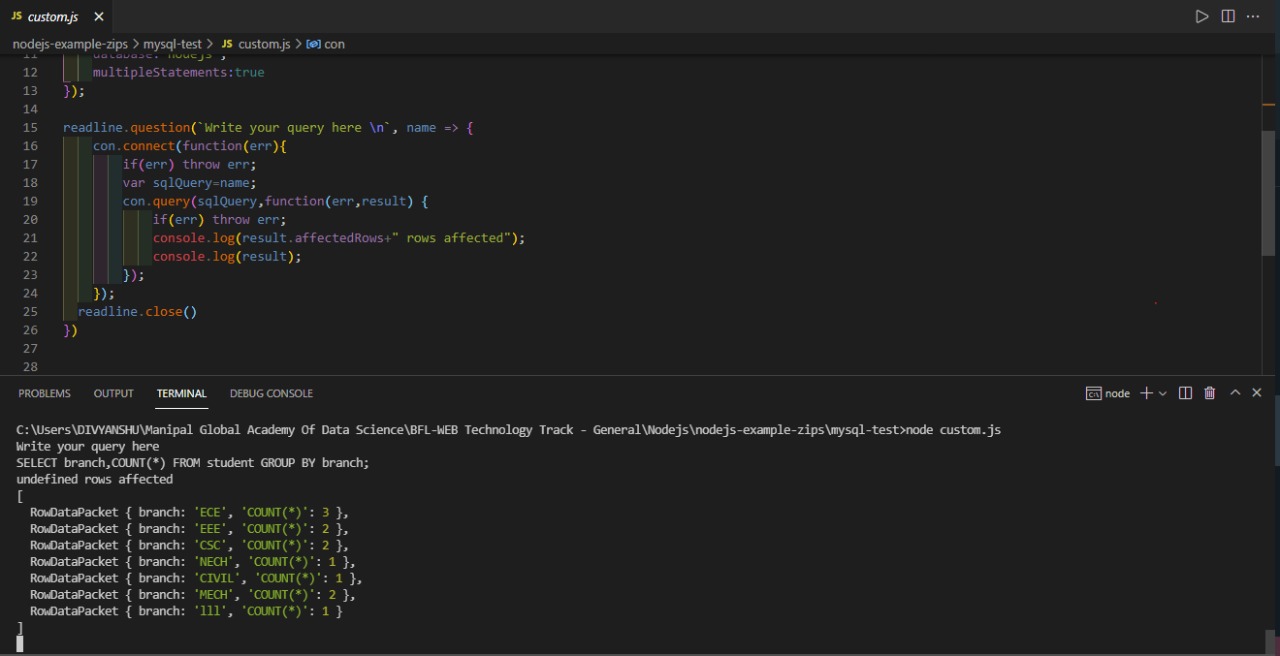 JS custom.js
nodejs-example-zips > mysql-test > JS custom.js > con
11 database:"nodejs",
12 multipleStatements:true
13 });
14
15 readline.question(`Write your query here \n`, name => {
16 con.connect(function(err){
17 if(err) throw err;
18 var sqlQuery=name;
19 con.query(sqlQuery,function(err,result) {
20 if(err) throw err;
21 console.log(result.affectedRows+" rows affected");
22 console.log(result);
23 });
24 });
25 readline.close()
26 })
27
28
PROBLEMS OUTPUT TERMINAL DEBUG CONSOLE node
C:\Users\DIVYANSHU\Manipal Global Academy Of Data Science\BFL-WEB Technology Track - General\Nodejs\nodejs-example-zips\mysql-test>node custom.js
Write your query here
SELECT branch,COUNT(*) FROM student GROUP BY branch;
undefined rows affected
[
RowDataPacket { branch: 'ECE', 'COUNT(*)': 3 },
RowDataPacket { branch: 'EEE', 'COUNT(*)': 2 },
RowDataPacket { branch: 'CSC', 'COUNT(*)': 2 },
RowDataPacket { branch: 'NECH', 'COUNT(*)': 1 },
RowDataPacket { branch: 'CIVIL', 'COUNT(*)': 1 },
RowDataPacket { branch: 'MECH', 'COUNT(*)': 2 },
RowDataPacket { branch: 'lll', 'COUNT(*)': 1 }
]